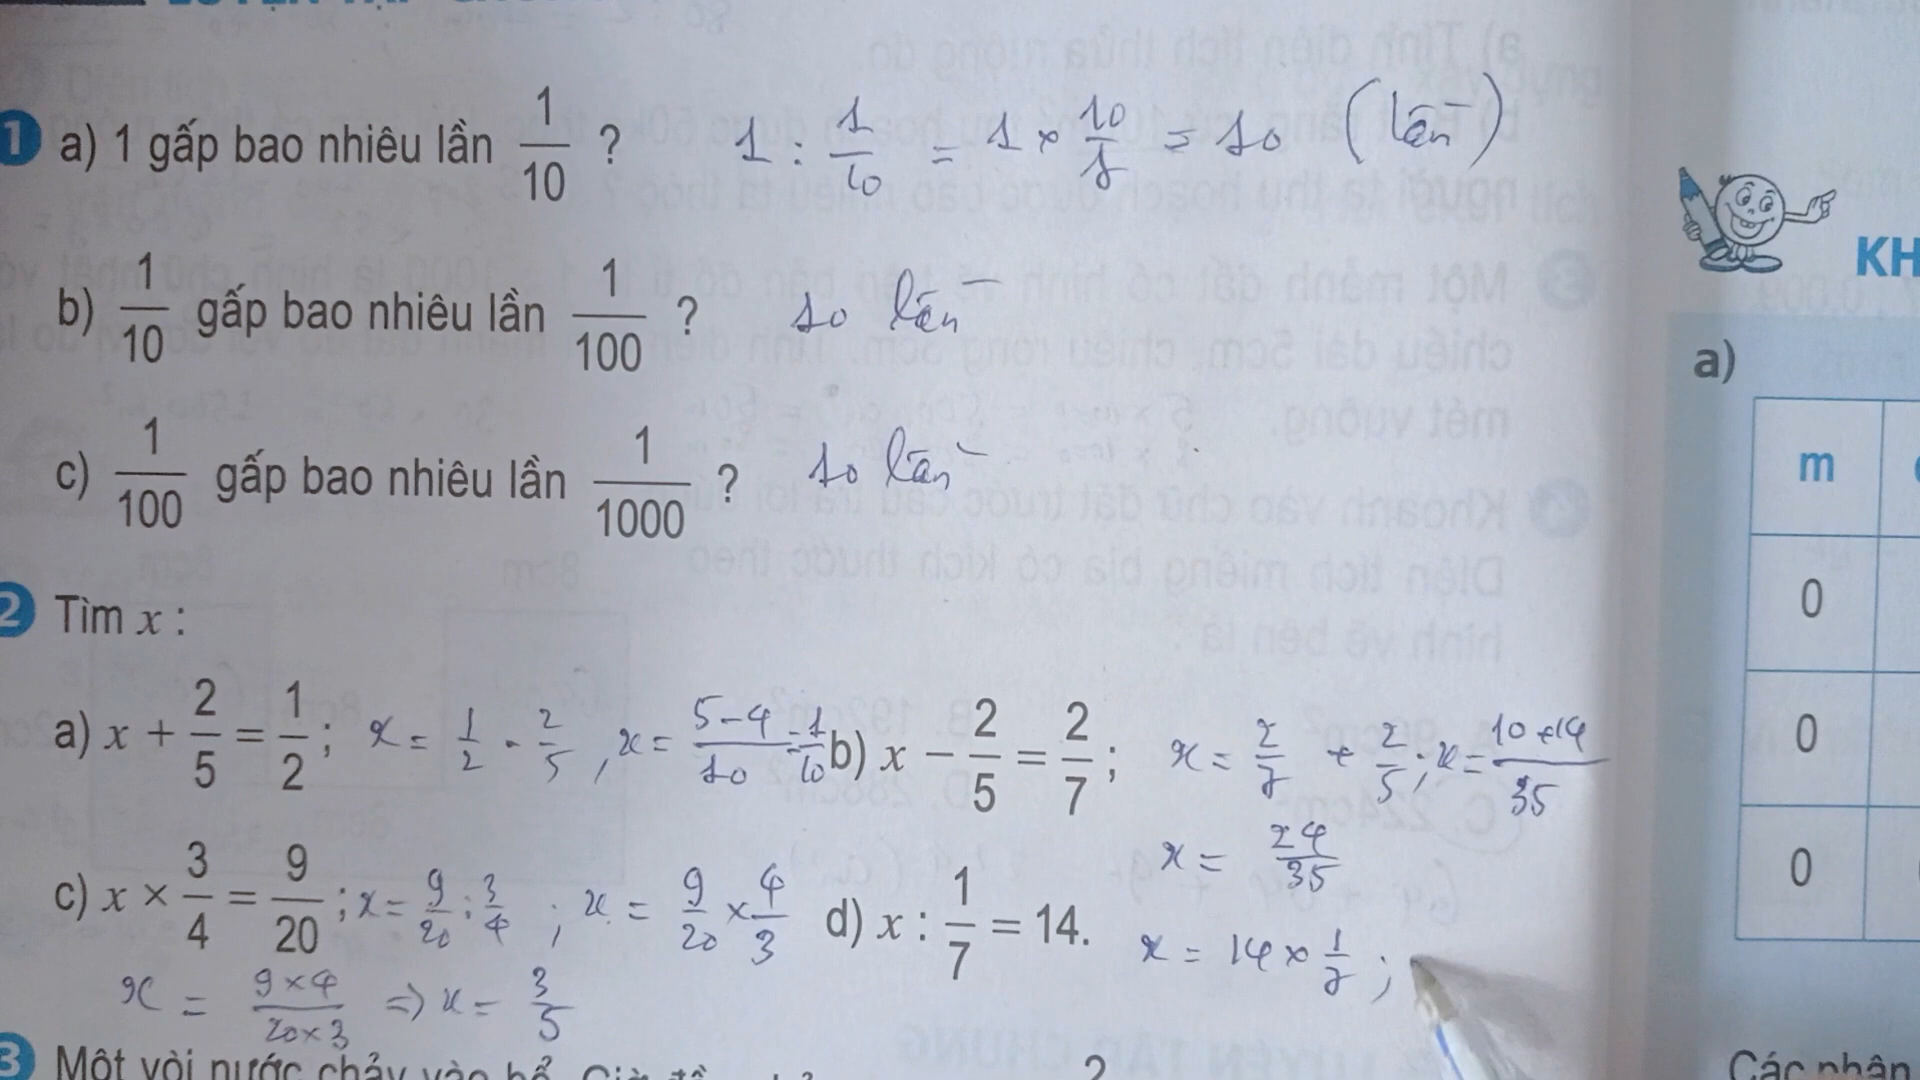 1 a) 1 gấp bao nhiêu lần 1/10 ? 1 : 1/10 = 1 × 10/1 = 10 (lần)
b) 1/10 gấp bao nhiêu lần 1/100 ? 10 lần
c) 1/100 gấp bao nhiêu lần 1/1000 ? 10 lần
2 Tìm x :
a) x + 2/5 = 1/2 ; x = 1/2 - 2/5 , x = 5-4/10 = 1/10
b) x − 2/5 = 2/7 ; x = 2/7 + 2/5 ; x = 10+14/35
x = 24/35
c) x × 3/4 = 9/20 ; x = 9/20 : 3/4 ; x = 9/20 × 4/3
x = 9×4/20×3 => x = 3/5
d) x : 1/7 = 14. x = 14 × 1/7 ;
3 Một vòi nước chảy vào bể.
KH
a)
m
0
0
0
Các phân